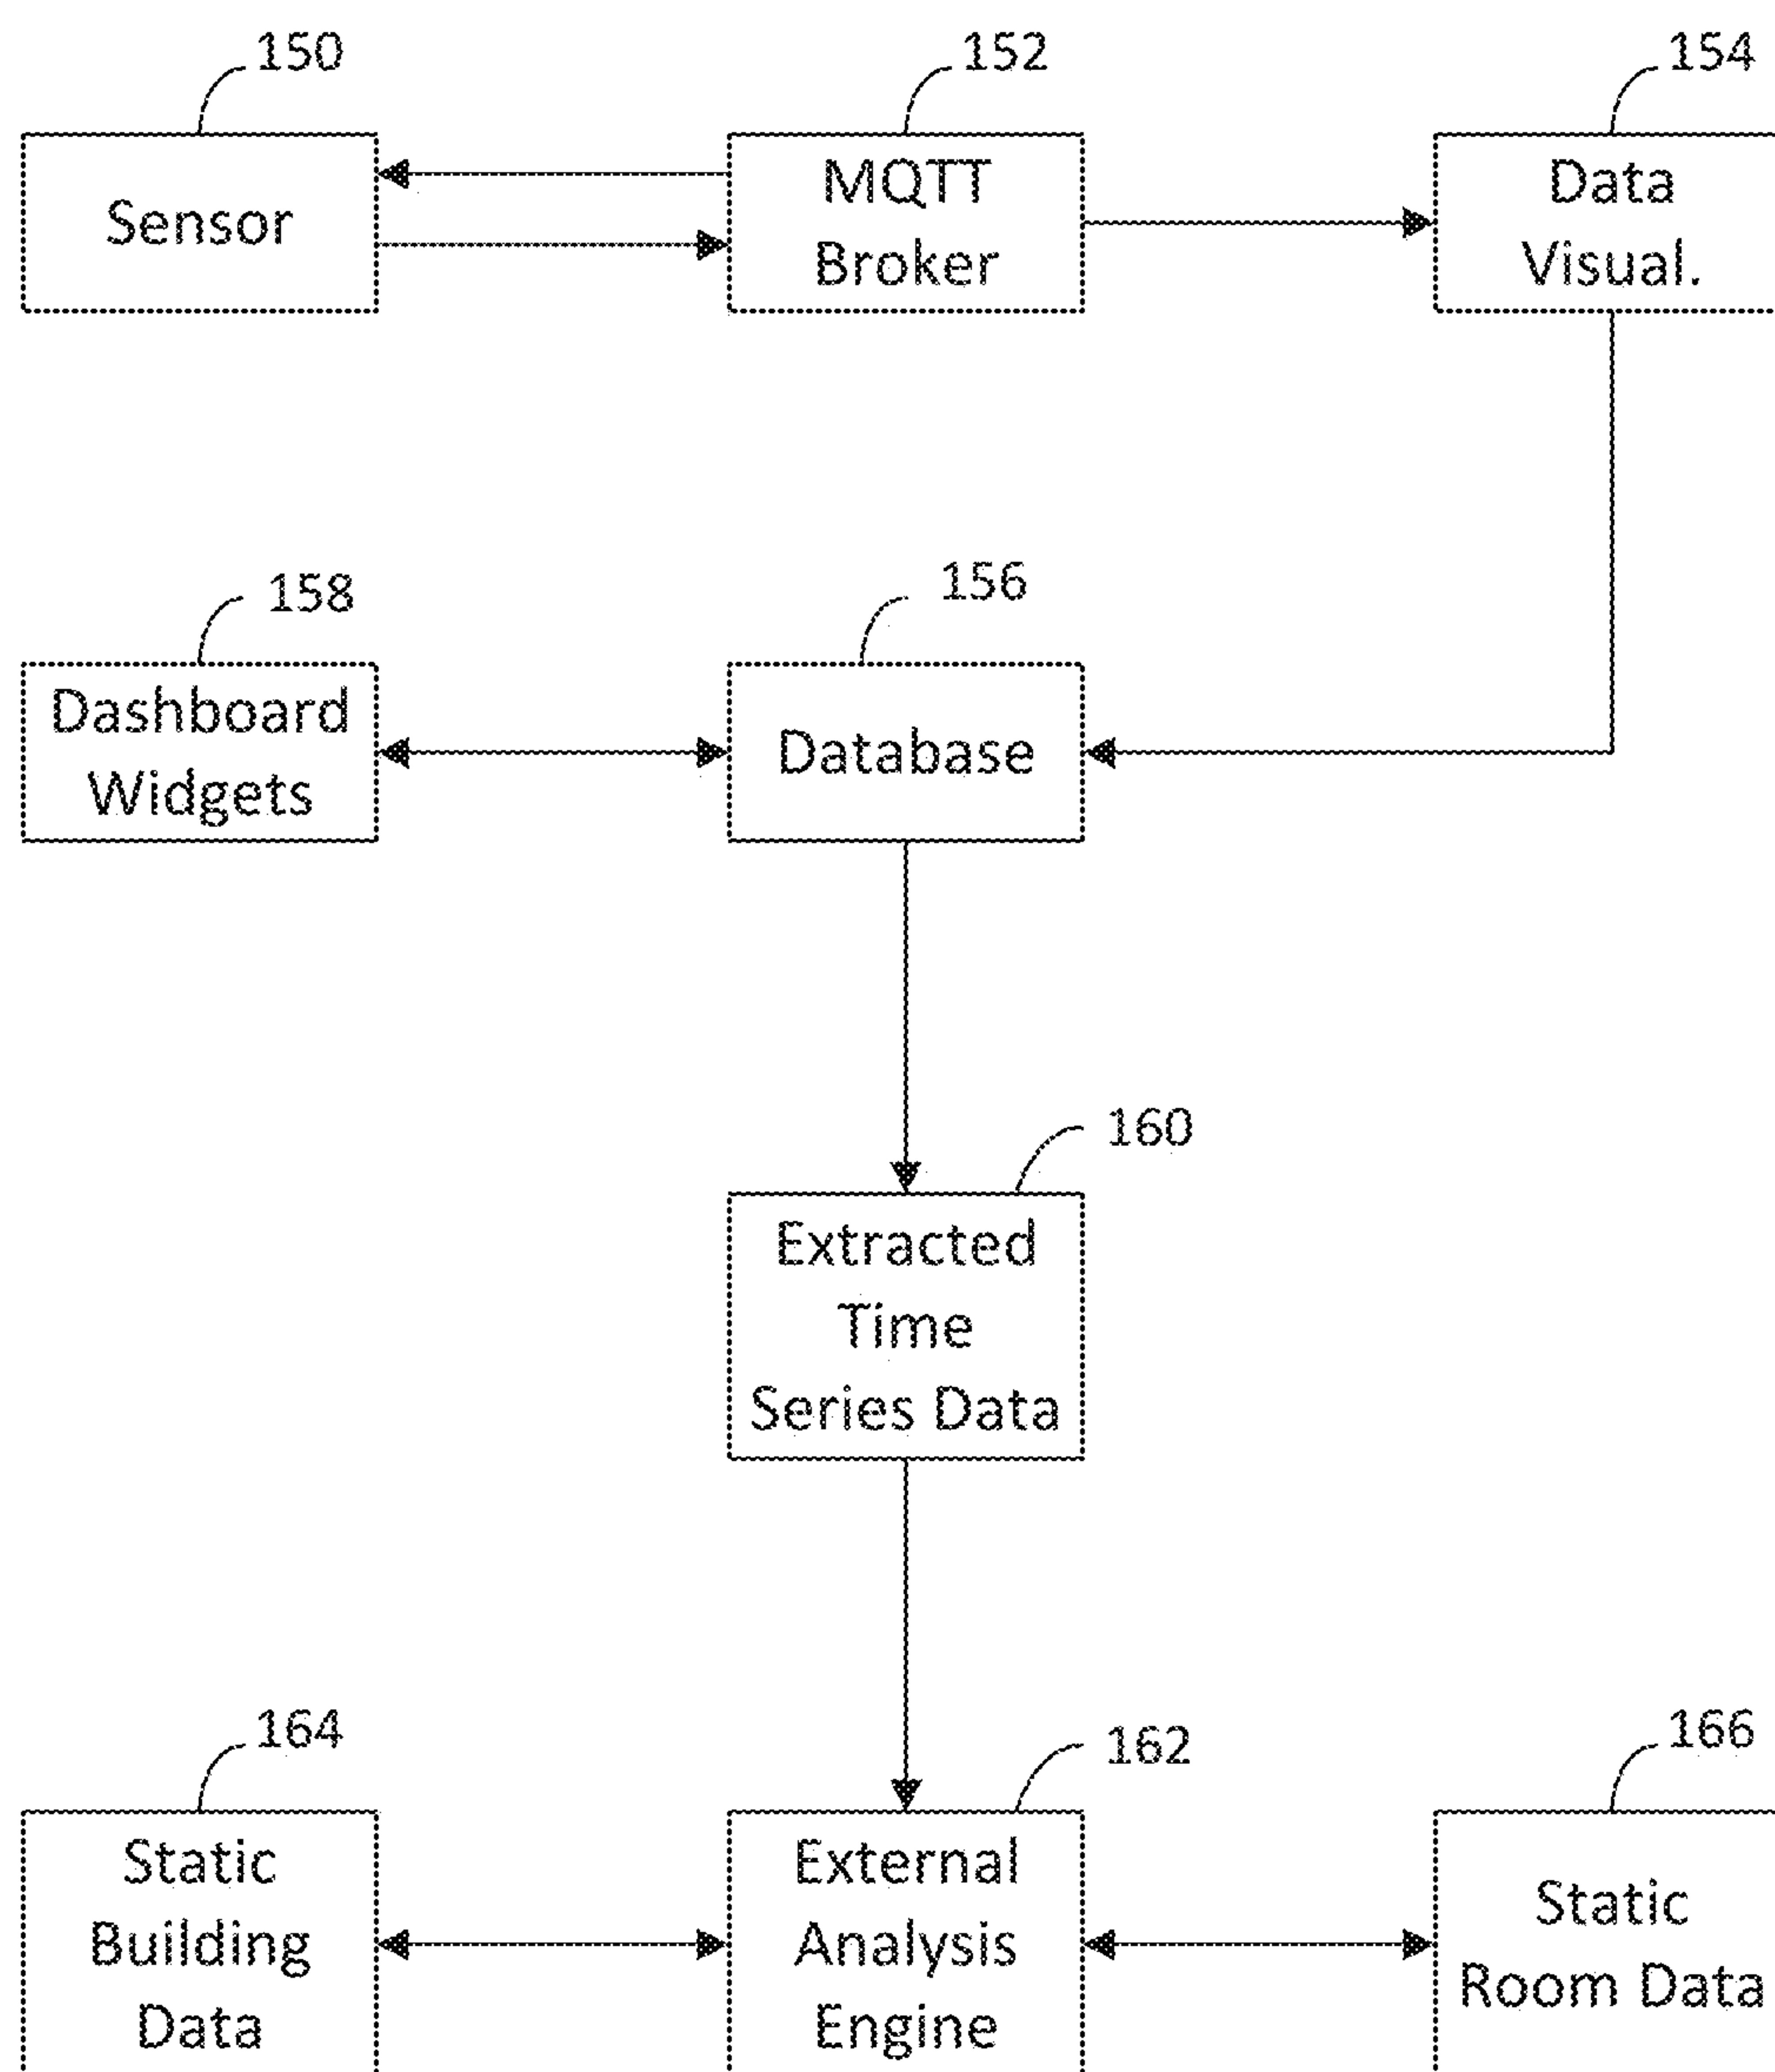 150
152
154
Sensor
MQTT
Broker
Data
Visual.
158
156
Dashboard
Widgets
Database
160
Extracted
Time
Series Data
164
162
166
Static
Building
Data
External
Analysis
Engine
Static
Room Data